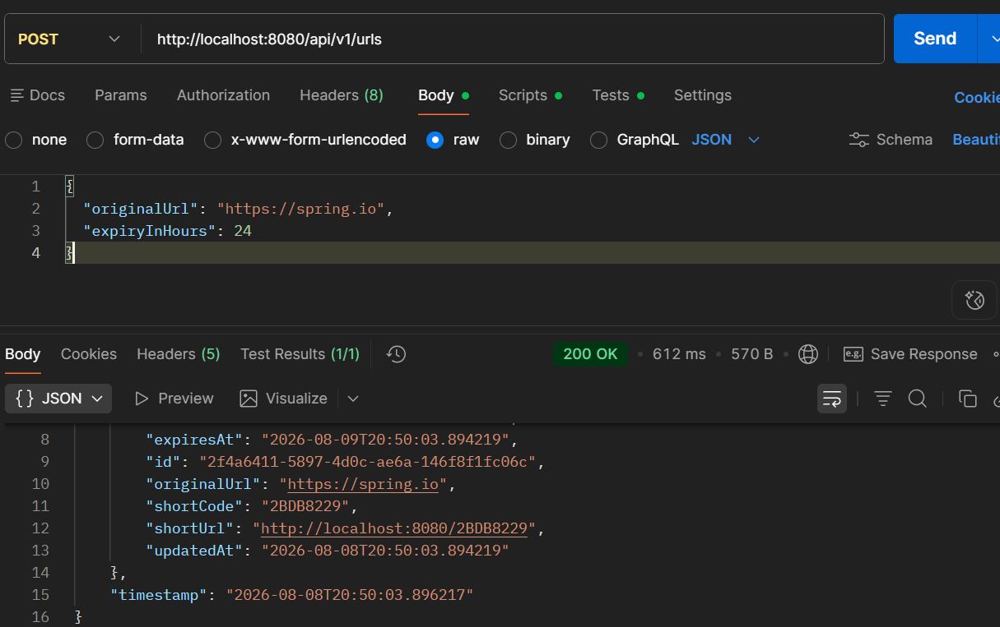 POST http://localhost:8080/api/v1/urls Send
Docs Params Authorization Headers (8) Body Scripts Tests Settings Cookie
none form-data x-www-form-urlencoded raw binary GraphQL JSON Schema Beautif
1 {
2 "originalUrl": "https://spring.io",
3 "expiryInHours": 24
4 }
Body Cookies Headers (5) Test Results (1/1) 200 OK • 612 ms • 570 B • e.g. Save Response
{ } JSON Preview Visualize
8 "expiresAt": "2026-08-09T20:50:03.894219",
9 "id": "2f4a6411-5897-4d0c-ae6a-146f8f1fc06c",
10 "originalUrl": "https://spring.io",
11 "shortCode": "2BDB8229",
12 "shortUrl": "http://localhost:8080/2BDB8229",
13 "updatedAt": "2026-08-08T20:50:03.894219"
14 },
15 "timestamp": "2026-08-08T20:50:03.896217"
16 }